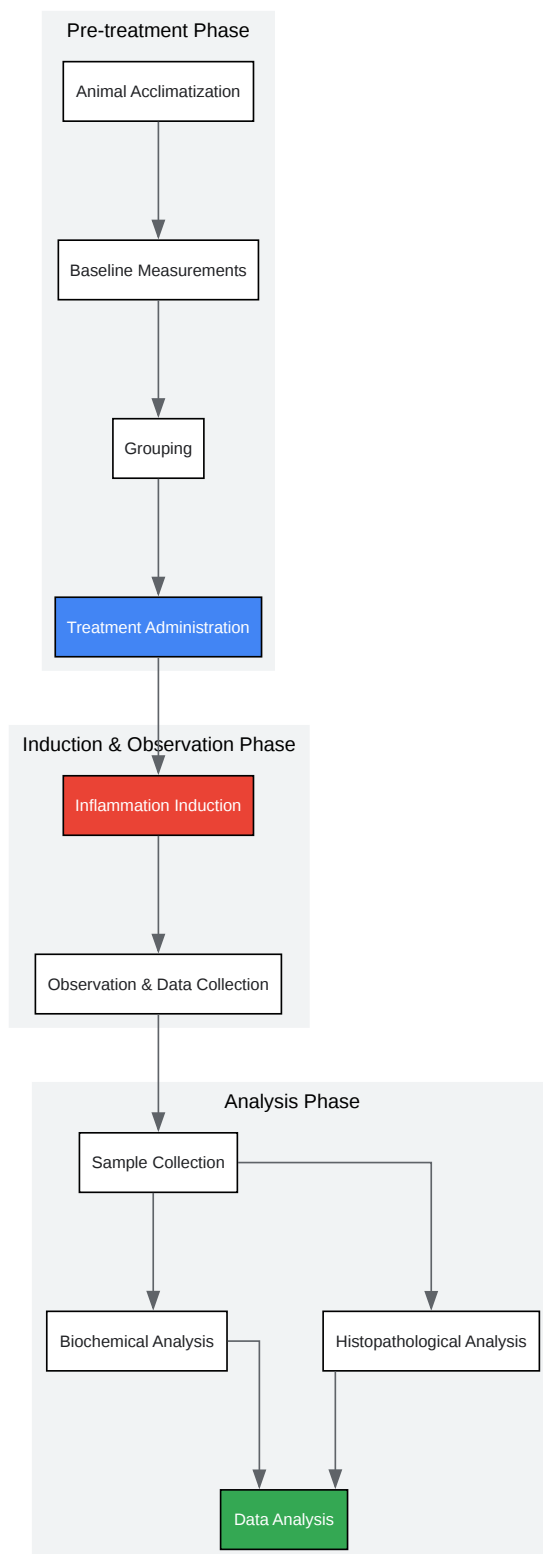 Pre-treatment Phase
Animal Acclimatization
Baseline Measurements
Grouping
Treatment Administration
Induction & Observation Phase
Inflammation Induction
Observation & Data Collection
Analysis Phase
Sample Collection
Biochemical Analysis
Histopathological Analysis
Data Analysis